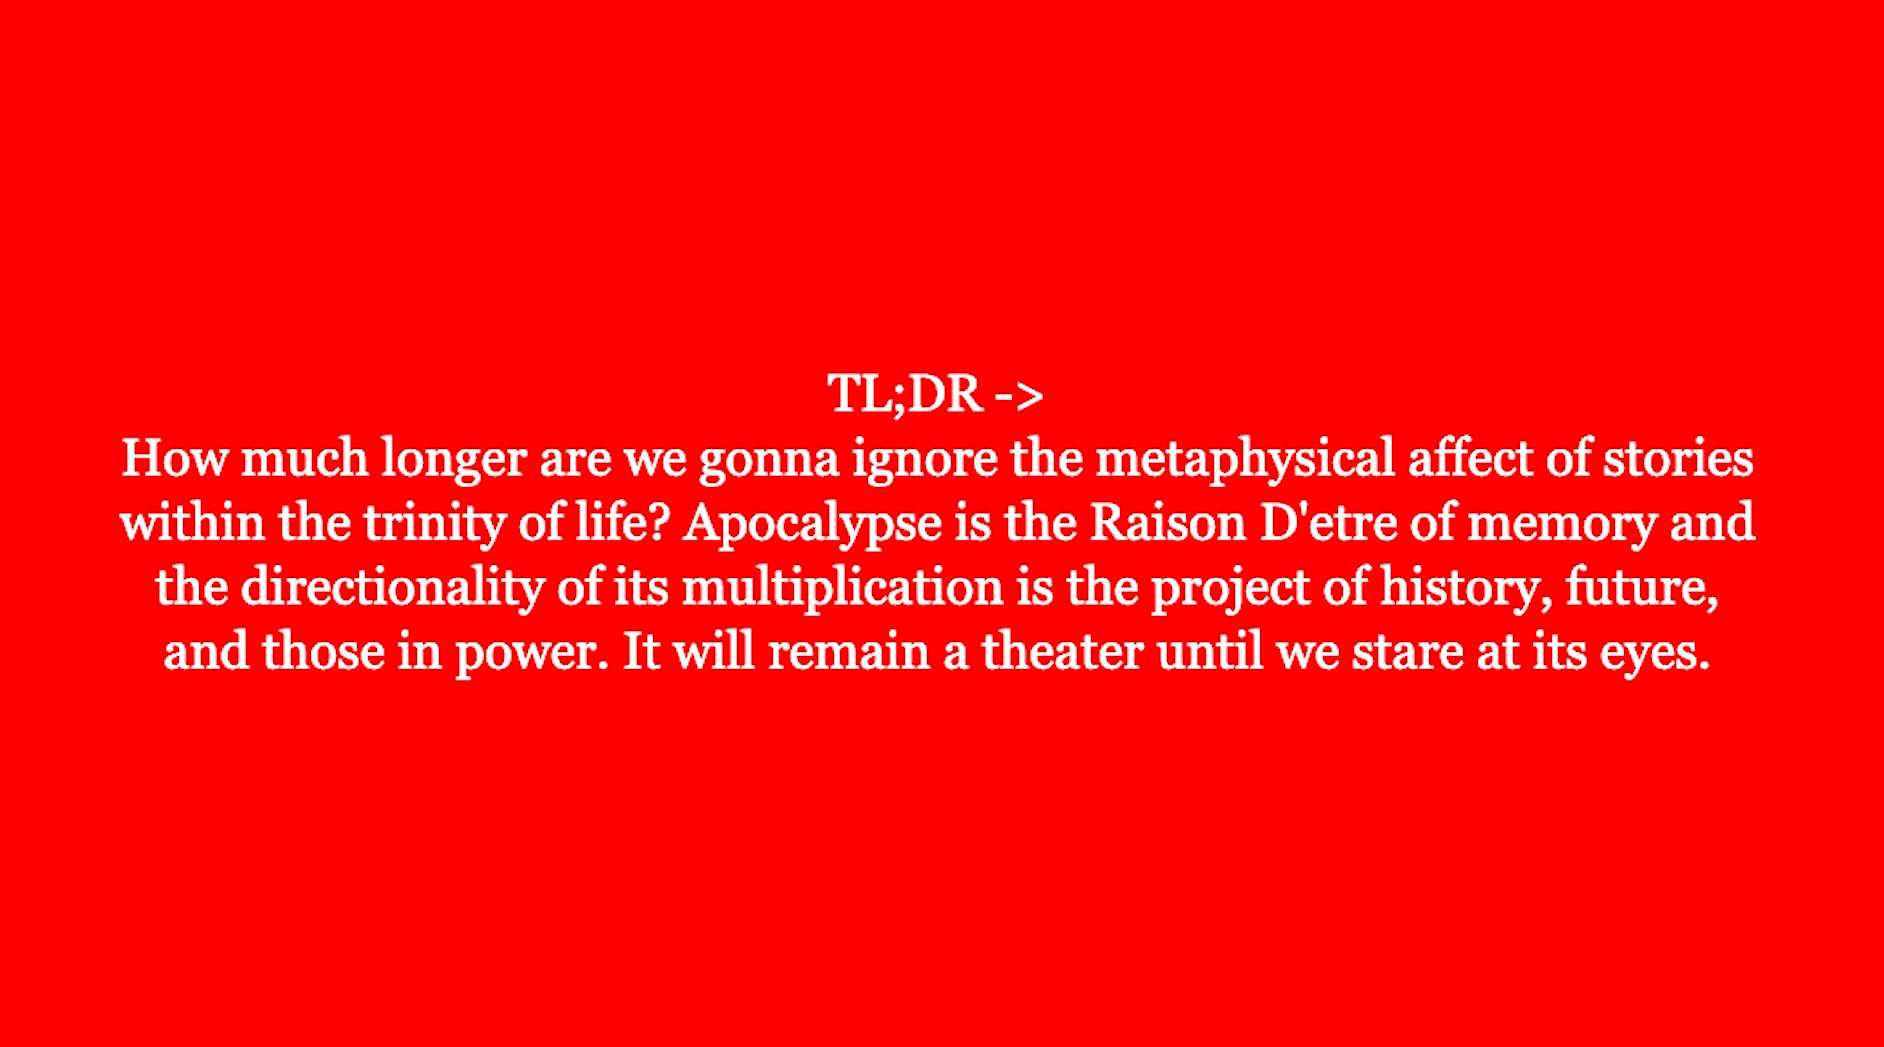 TL;DR ->
How much longer are we gonna ignore the metaphysical affect of stories
within the trinity of life? Apocalypse is the Raison D'etre of memory and
the directionality of its multiplication is the project of history, future,
and those in power. It will remain a theater until we stare at its eyes.